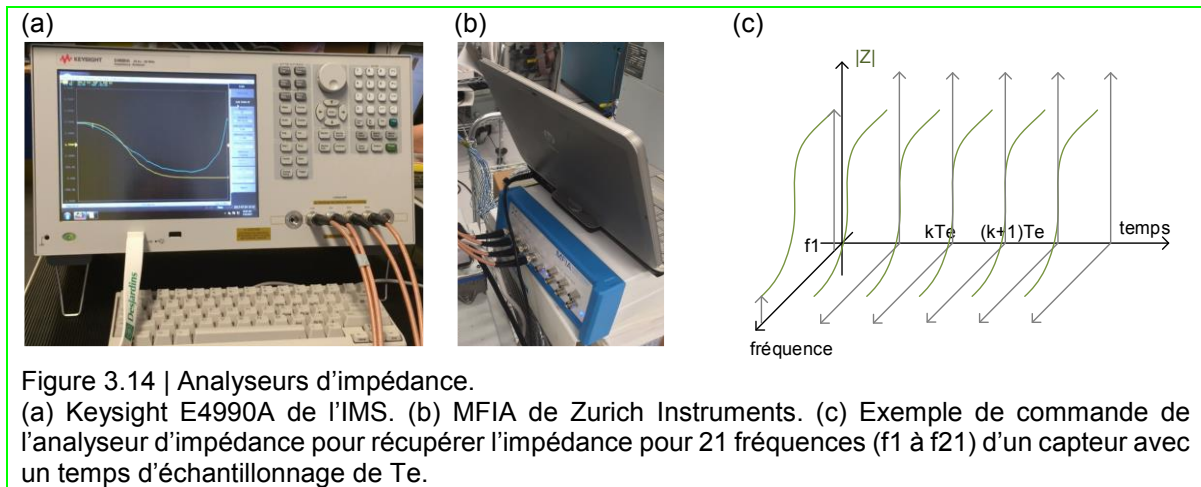 (a)
(b)
(c)
KEYSIGHT
Desjardins
MFIA
|Z|
f1
kTe
(k+1)Te
temps
fréquence
Figure 3.14 | Analyseurs d’impédance.
(a) Keysight E4990A de l’IMS. (b) MFIA de Zurich Instruments. (c) Exemple de commande de
l’analyseur d’impédance pour récupérer l’impédance pour 21 fréquences (f1 à f21) d’un capteur avec
un temps d’échantillonnage de Te.